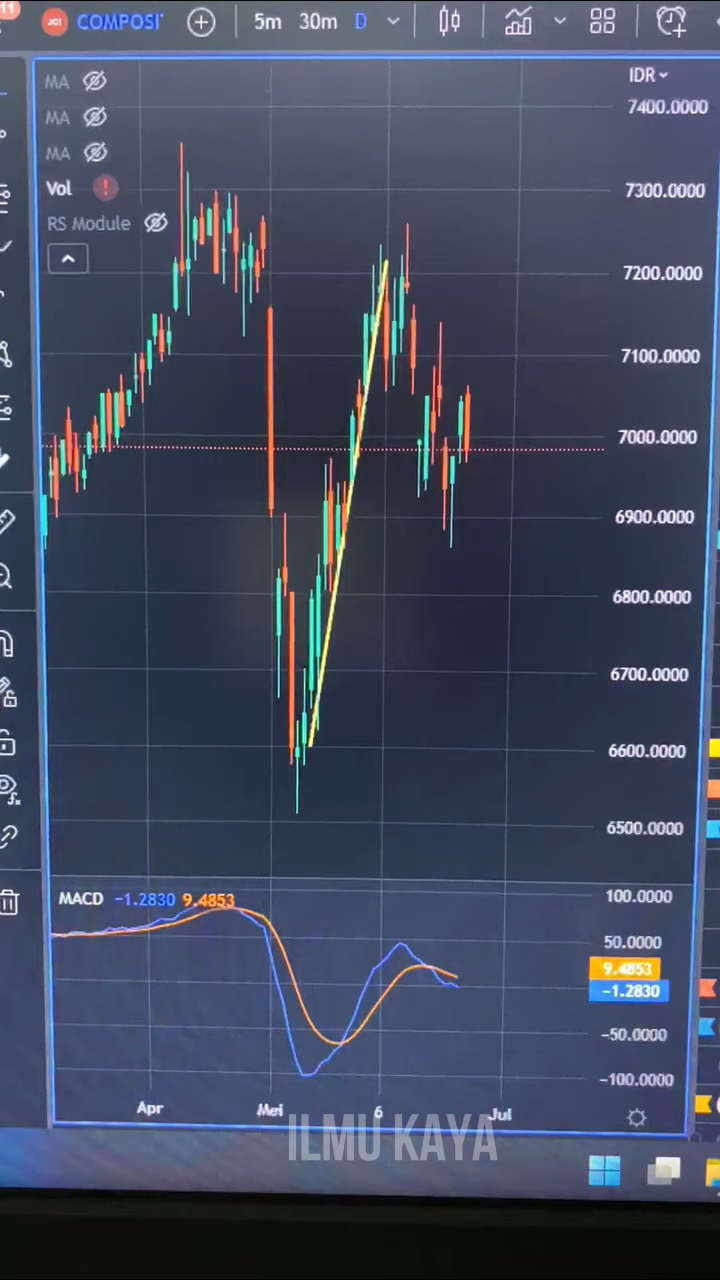 11
JCI COMPOSI 5m 30m D
MA
MA
MA
Vol !
RS Module
IDR
7400.0000
7300.0000
7200.0000
7100.0000
7000.0000
6900.0000
6800.0000
6700.0000
6600.0000
6500.0000
MACD -1.2830 9.4853
100.0000
50.0000
9.4853
-1.2830
-50.0000
-100.0000
Apr Mei 6 Jul
ILMU KAYA